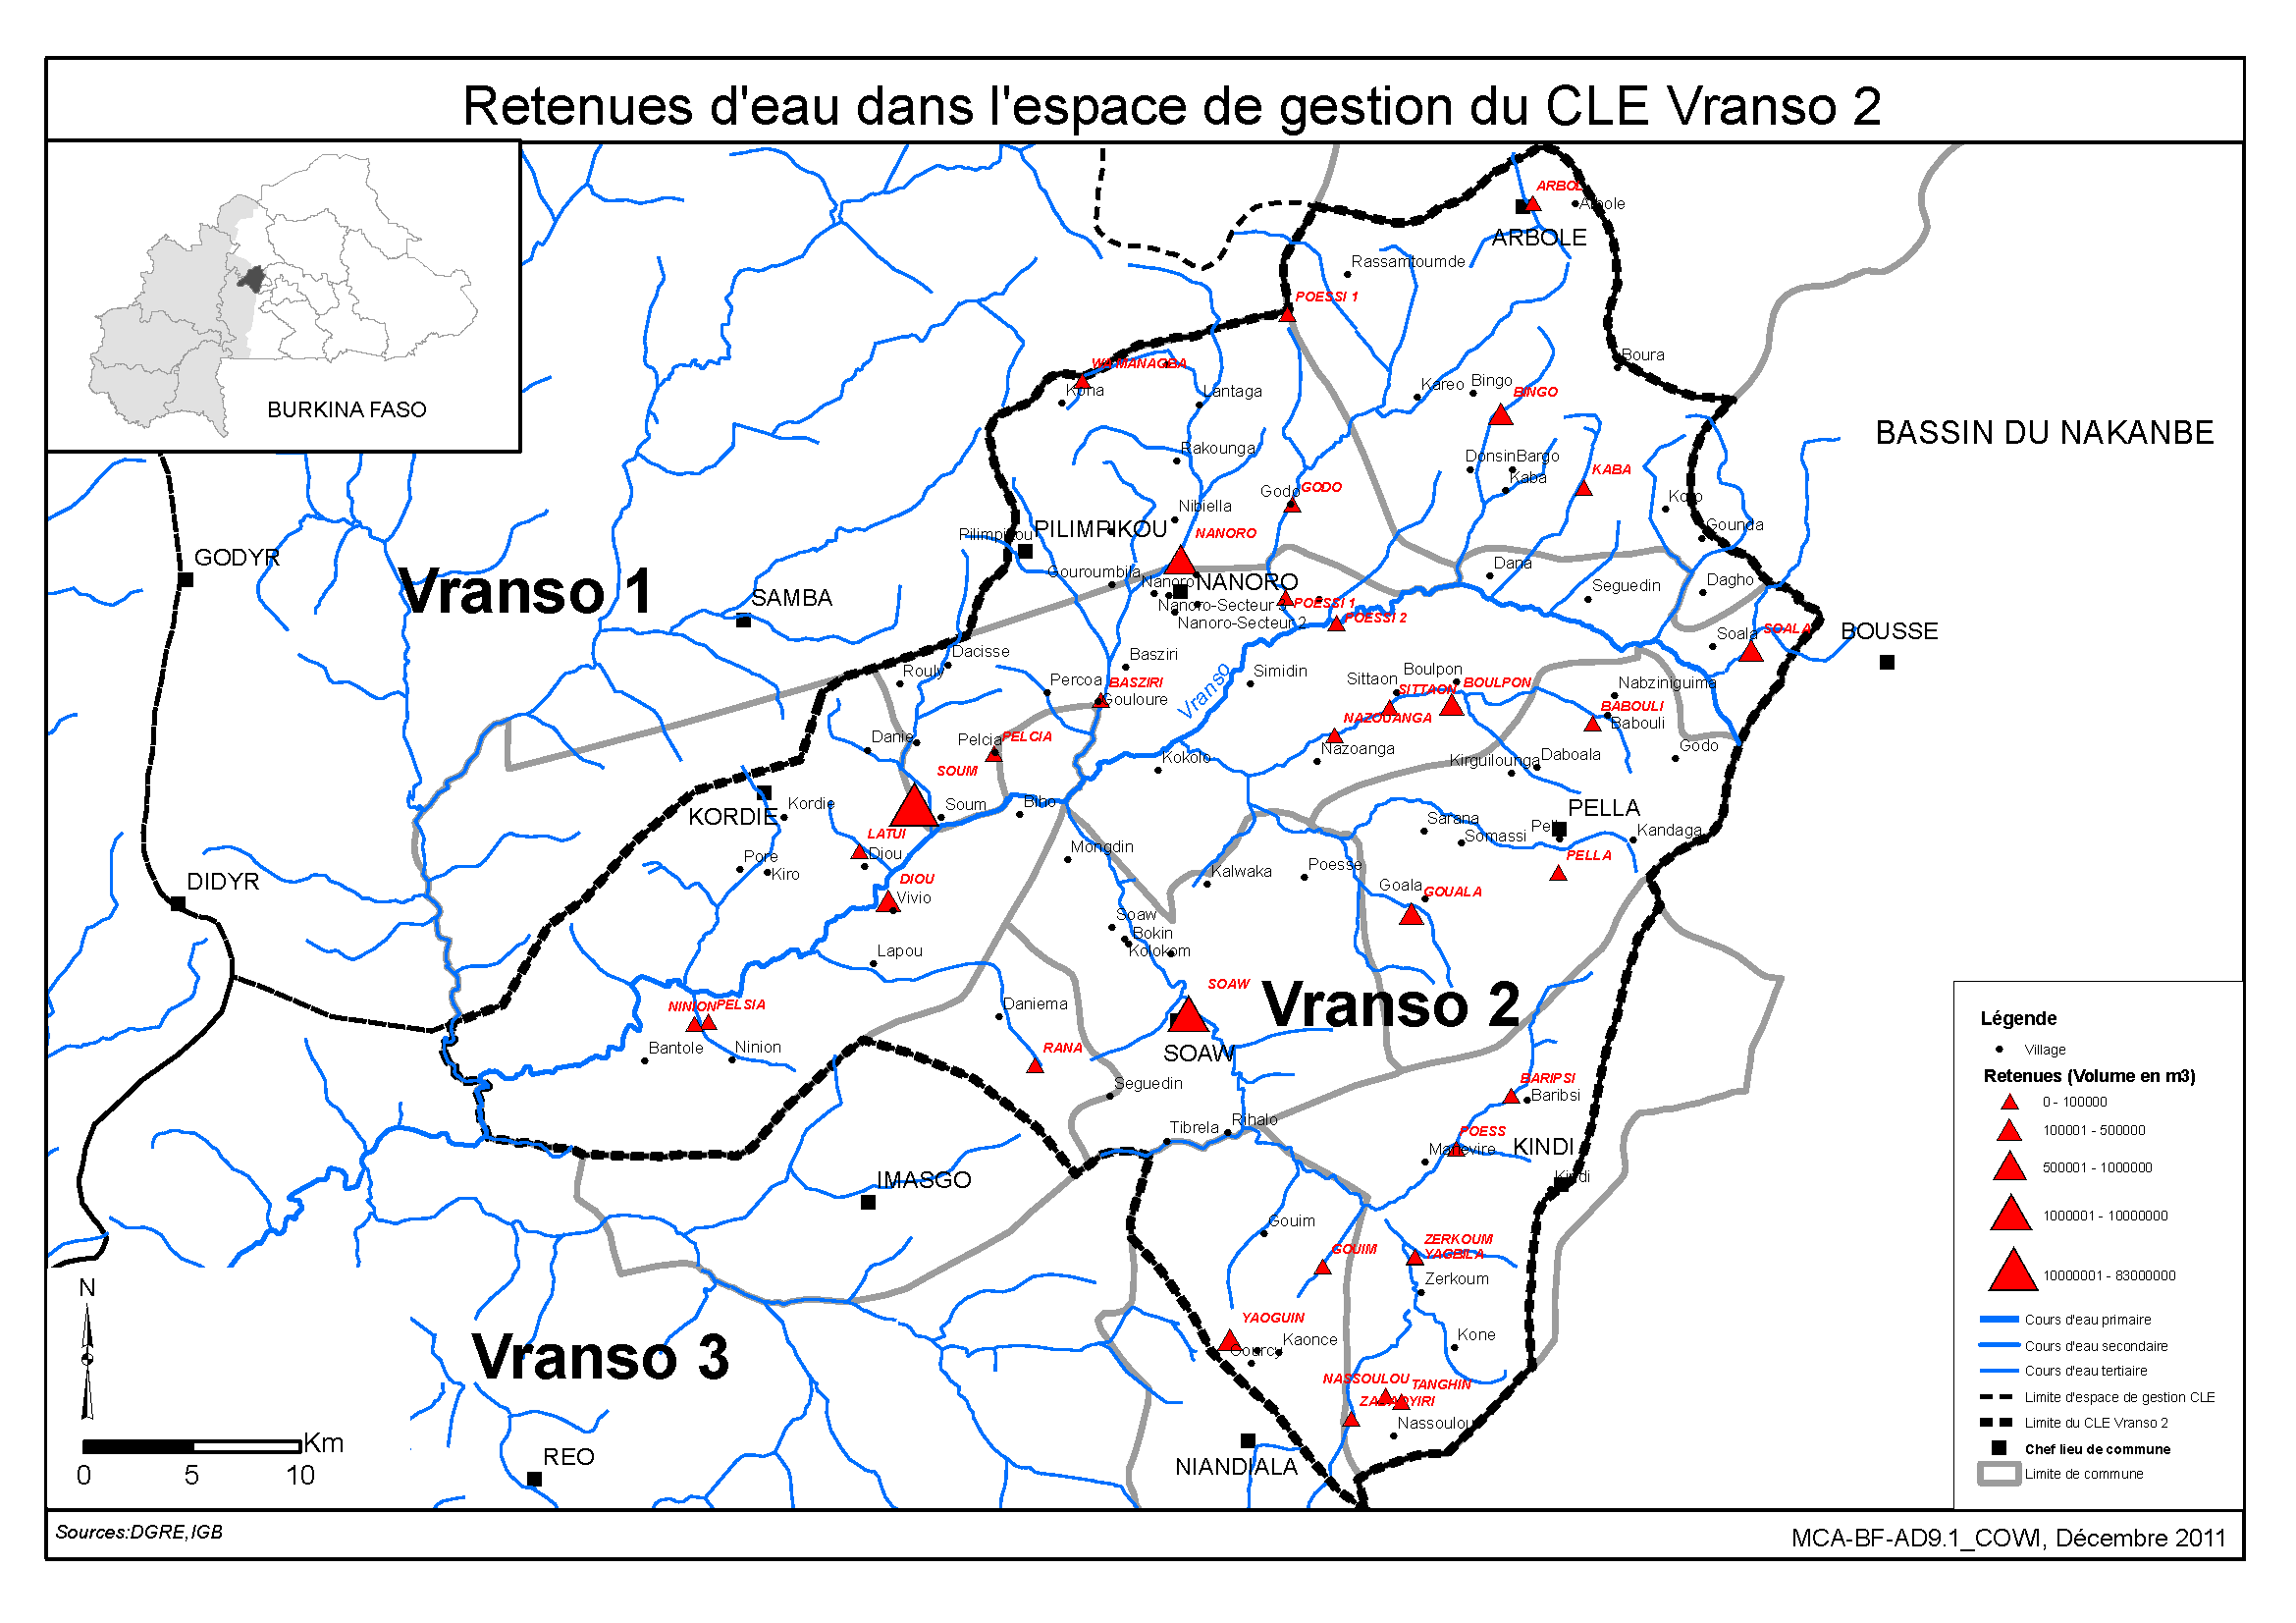 Retenues d'eau dans l'espace de gestion du CLE Vranso 2
BURKINA FASO
ARBOLE
Rassamtoumde
POESSI 1
Boura
Kona
Lantaga
Kareo
Bingo
BINGO
BASSIN DU NAKANBE
Rakounga
Donsin
Bargo
Kaba
KABA
Godo
GODO
Nibiella
Gounda
PILIMPIKOU
NANORO
GODYR
Vranso 1
SAMBA
Gouroumbila
Nanoro
NANORO
Dana
Seguedin
Dagho
Nanoro-Secteur 2
POESSI 1
POESSI 2
Soala
SOALA
BOUSSE
Dacisse
Rouly
Basziri
Percoa
BASZIRI
Gouloure
Vranso
Simidin
Sittaon
SITTAON
Boulpon
BOULPON
NAZOUANGA
Nazoanga
Nabziniguima
BABOULI
Babouli
Godo
Danie
Pelcia
PELCIA
SOUM
Soum
Biho
Kokolo
Kirguilounga
Daboala
KORDIE
Kordie
LATUI
Diou
Mongdin
Sarana
Somassi
PELLA
Kandaga
PELLA
Pore
Kiro
DIOU
Vivio
Kalwaka
Poesse
Goala
GOUALA
DIDYR
Lapou
Soaw
Bokin
Kolokom
SOAW
Vranso 2
SOAW
NINION
PELSIA
Bantole
Ninion
Daniema
RANA
Seguedin
BARIPSI
Baribsi
Tibrela
Rihalo
POESS
KINDI
Kindi
IMASGO
Gouim
GOUIM
ZERKOUM
YAGBILA
Zerkoum
Vranso 3
YAOGUIN
Kaonce
Kone
NASSOULOU
TANGHIN
Nassoulou
REO
NIANDIALA
N
Km
0 5 10
Légende
Village
Retenues (Volume en m3)
0 - 100000
100001 - 500000
500001 - 1000000
1000001 - 10000000
10000001 - 83000000
Cours d'eau primaire
Cours d'eau secondaire
Cours d'eau tertiaire
Limite d'espace de gestion CLE
Limite du CLE Vranso 2
Chef lieu de commune
Limite de commune
Sources:DGRE,IGB
MCA-BF-AD9.1_COWI, Décembre 2011